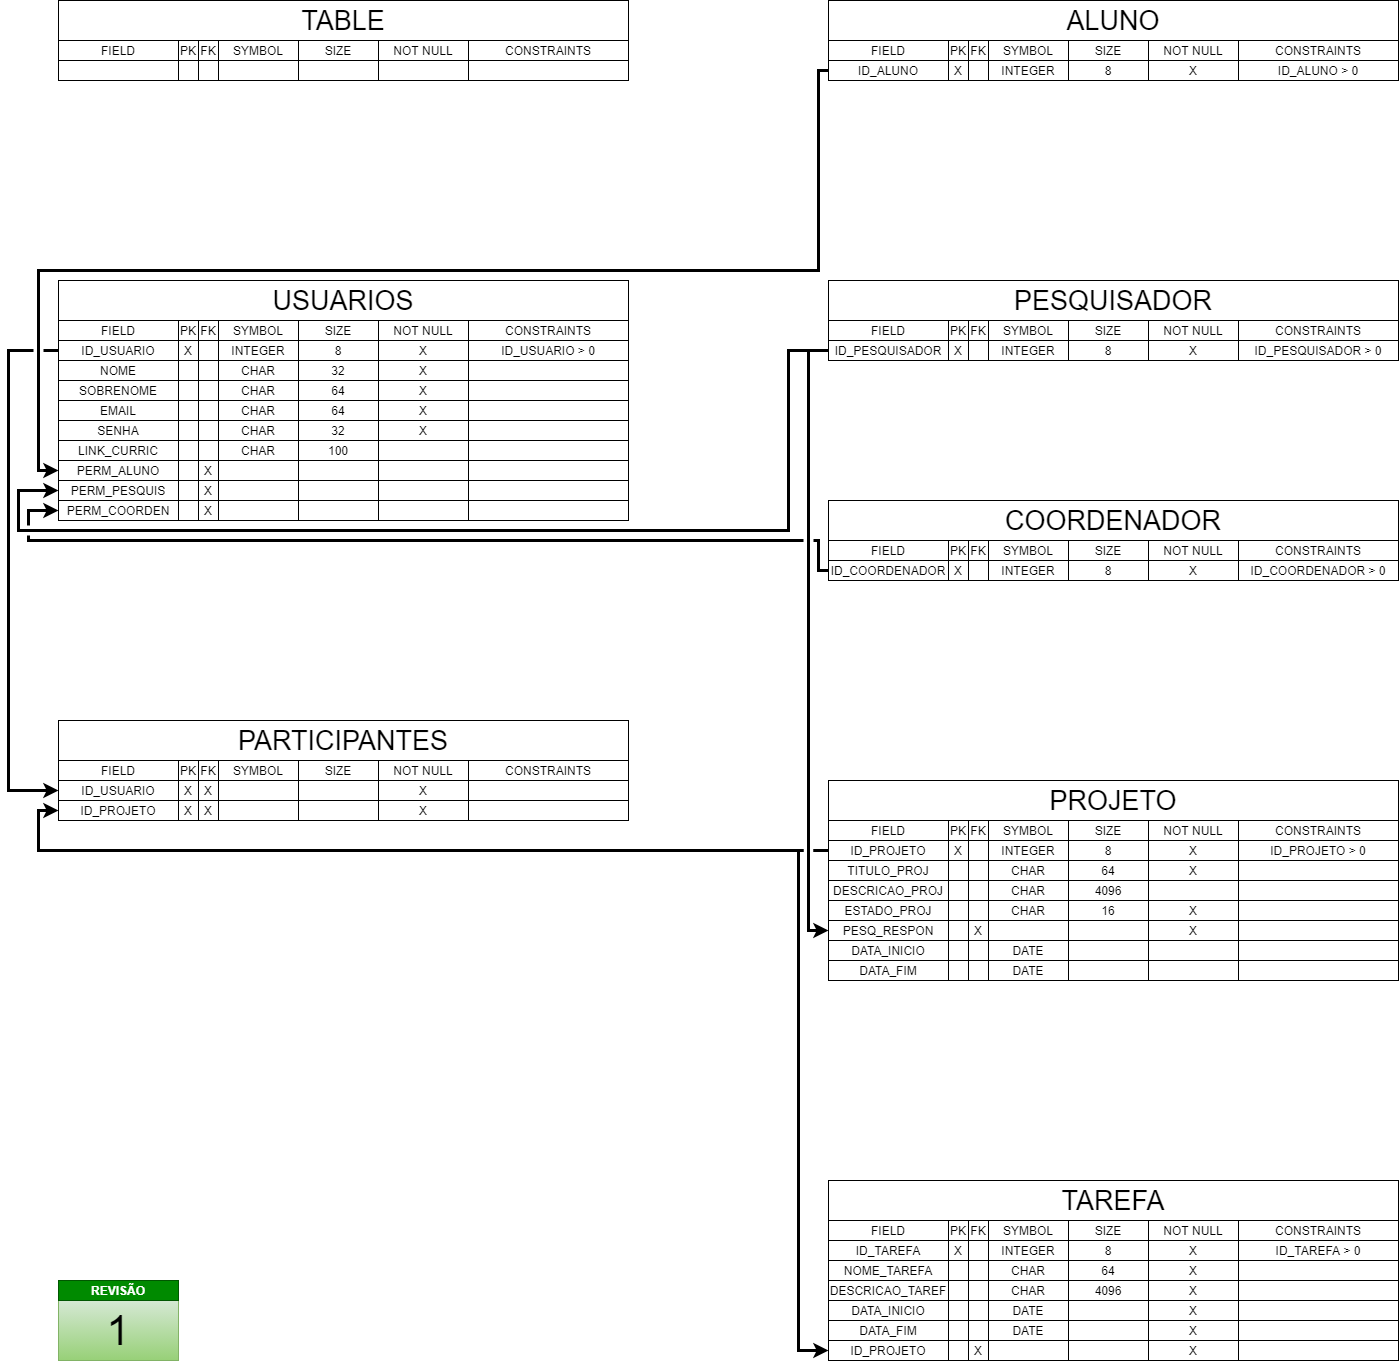 TABLE
FIELD PK FK SYMBOL SIZE NOT NULL CONSTRAINTS
ALUNO
FIELD PK FK SYMBOL SIZE NOT NULL CONSTRAINTS
ID_ALUNO X INTEGER 8 X ID_ALUNO > 0
USUARIOS
FIELD PK FK SYMBOL SIZE NOT NULL CONSTRAINTS
ID_USUARIO X INTEGER 8 X ID_USUARIO > 0
NOME CHAR 32 X
SOBRENOME CHAR 64 X
EMAIL CHAR 64 X
SENHA CHAR 32 X
LINK_CURRIC CHAR 100
PERM_ALUNO X
PERM_PESQUIS X
PERM_COORDEN X
PESQUISADOR
FIELD PK FK SYMBOL SIZE NOT NULL CONSTRAINTS
ID_PESQUISADOR X INTEGER 8 X ID_PESQUISADOR > 0
COORDENADOR
FIELD PK FK SYMBOL SIZE NOT NULL CONSTRAINTS
ID_COORDENADOR X INTEGER 8 X ID_COORDENADOR > 0
PARTICIPANTES
FIELD PK FK SYMBOL SIZE NOT NULL CONSTRAINTS
ID_USUARIO X X X
ID_PROJETO X X X
PROJETO
FIELD PK FK SYMBOL SIZE NOT NULL CONSTRAINTS
ID_PROJETO X INTEGER 8 X ID_PROJETO > 0
TITULO_PROJ CHAR 64 X
DESCRICAO_PROJ CHAR 4096
ESTADO_PROJ CHAR 16 X
PESQ_RESPON X X
DATA_INICIO DATE
DATA_FIM DATE
TAREFA
FIELD PK FK SYMBOL SIZE NOT NULL CONSTRAINTS
ID_TAREFA X INTEGER 8 X ID_TAREFA > 0
NOME_TAREFA CHAR 64 X
DESCRICAO_TAREF CHAR 4096 X
DATA_INICIO DATE X
DATA_FIM DATE X
ID_PROJETO X X
REVISÃO
1